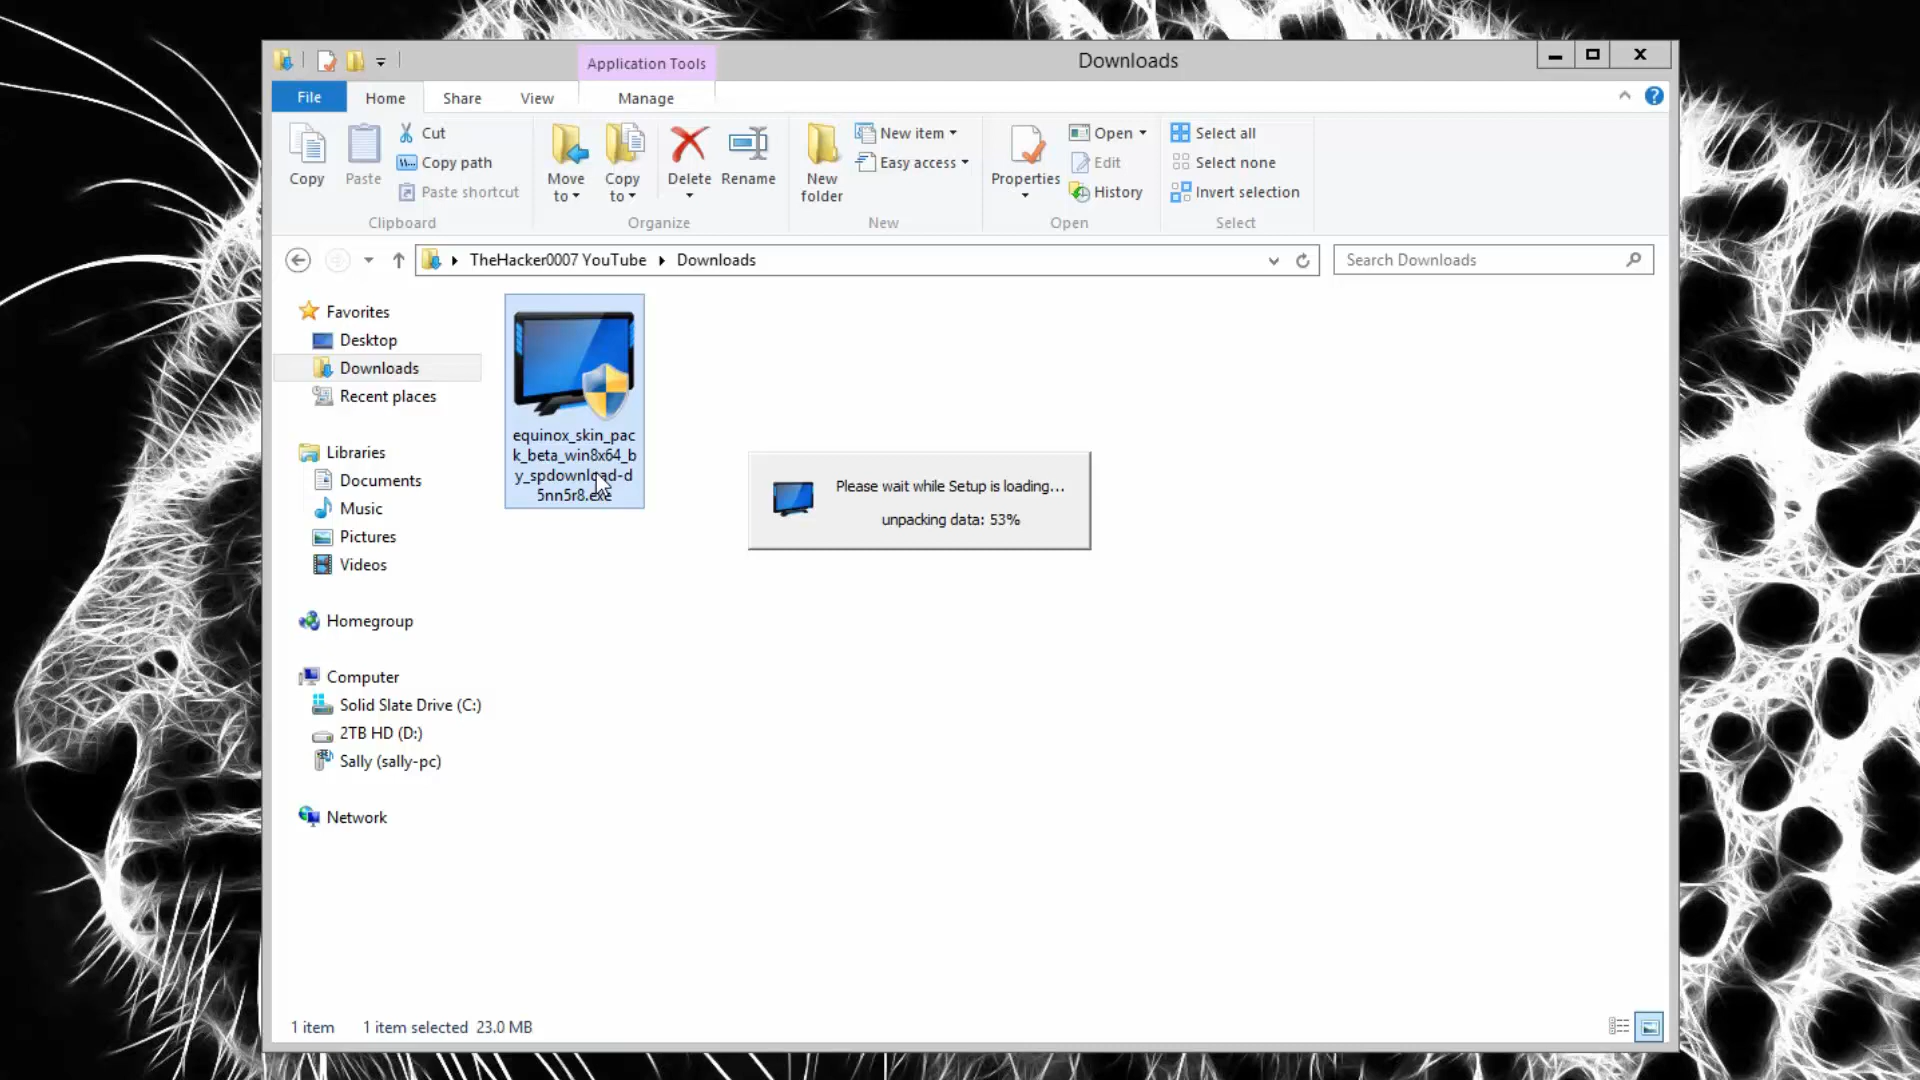 Application Tools
Downloads
File
Home
Share
View
Manage
Copy
Paste
Cut
Copy path
Paste shortcut
Clipboard
Move to
Copy to
Delete
Rename
Organize
New folder
New item
Easy access
New
Properties
Open
Edit
History
Open
Select all
Select none
Invert selection
Select
TheHacker0007 YouTube
Downloads
Search Downloads
Favorites
Desktop
Downloads
Recent places
Libraries
Documents
Music
Pictures
Videos
Homegroup
Computer
Solid Slate Drive (C:)
2TB HD (D:)
Sally (sally-pc)
Network
equinox_skin_pac
k_beta_win8x64_b
y_spdownload-d
5nn5r8.exe
Please wait while Setup is loading...
unpacking data: 53%
1 item
1 item selected 23.0 MB